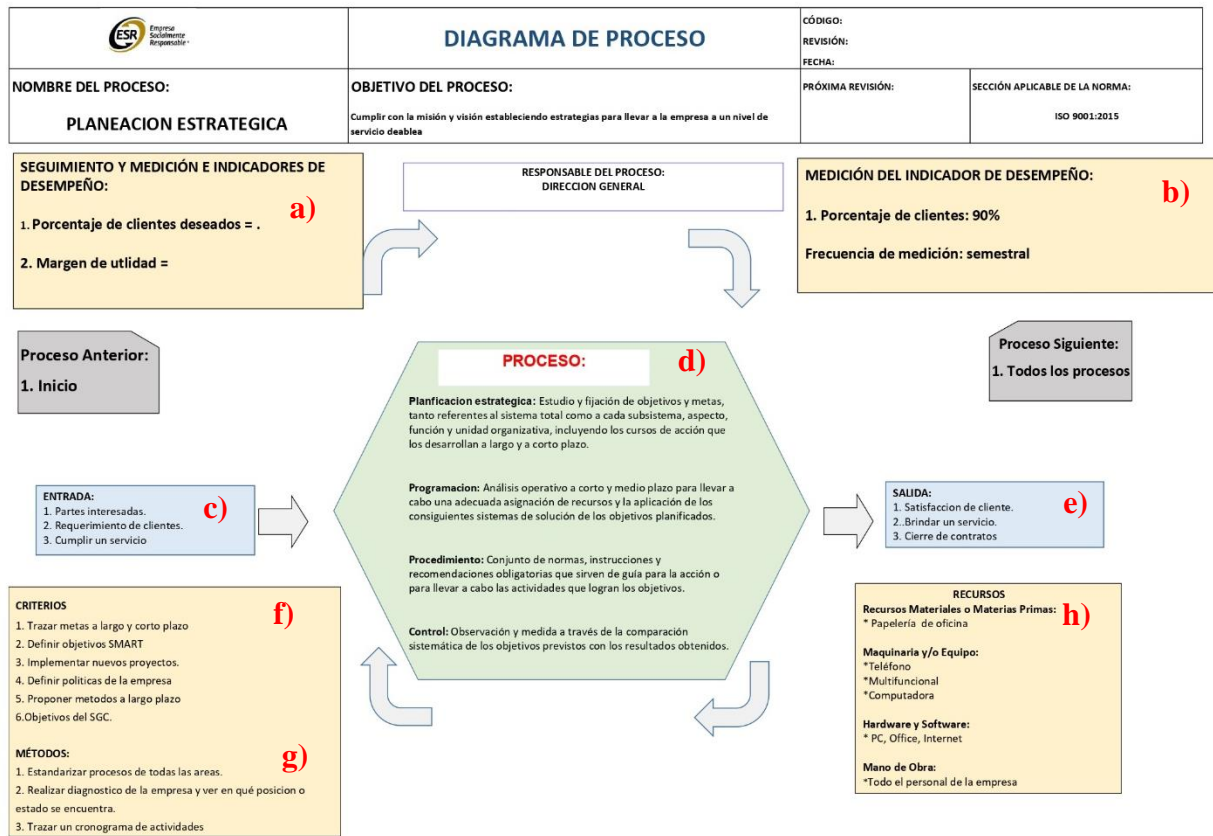 ESR
Empresa
Socialmente
Responsable
DIAGRAMA DE PROCESO
CÓDIGO:
REVISIÓN:
FECHA:
NOMBRE DEL PROCESO:
PLANEACION ESTRATEGICA
OBJETIVO DEL PROCESO:
Cumplir con la misión y visión estableciendo estrategias para llevar a la empresa a un nivel de
servicio deablea
PRÓXIMA REVISIÓN:
SECCIÓN APLICABLE DE LA NORMA:
ISO 9001:2015
SEGUIMIENTO Y MEDICIÓN E INDICADORES DE
DESEMPEÑO:
a)
1. Porcentaje de clientes deseados = .
2. Margen de utlidad =
RESPONSABLE DEL PROCESO:
DIRECCION GENERAL
MEDICIÓN DEL INDICADOR DE DESEMPEÑO:
b)
1. Porcentaje de clientes: 90%
Frecuencia de medición: semestral
Proceso Anterior:
1. Inicio
PROCESO:
d)
Planficacion estrategica: Estudio y fijación de objetivos y metas,
tanto referentes al sistema total como a cada subsistema, aspecto,
función y unidad organizativa, incluyendo los cursos de acción que
los desarrollan a largo y a corto plazo.
Programacion: Análisis operativo a corto y medio plazo para llevar a
cabo una adecuada asignación de recursos y la aplicación de los
consiguientes sistemas de solución de los objetivos planificados.
Procedimiento: Conjunto de normas, instrucciones y
recomendaciones obligatorias que sirven de guía para la acción o
para llevar a cabo las actividades que logran los objetivos.
Control: Observación y medida a través de la comparación
sistemática de los objetivos previstos con los resultados obtenidos.
Proceso Siguiente:
1. Todos los procesos
ENTRADA:
c)
1. Partes interesadas.
2. Requerimiento de clientes.
3. Cumplir un servicio
SALIDA:
e)
1. Satisfaccion de cliente.
2..Brindar un servicio.
3. Cierre de contratos
CRITERIOS
f)
1. Trazar metas a largo y corto plazo
2. Definir objetivos SMART
3. Implementar nuevos proyectos.
4. Definir politicas de la empresa
5. Proponer metodos a largo plazo
6.Objetivos del SGC.
MÉTODOS:
g)
1. Estandarizar procesos de todas las areas.
2. Realizar diagnostico de la empresa y ver en qué posicion o
estado se encuentra.
3. Trazar un cronograma de actividades
RECURSOS
h)
Recursos Materiales o Materias Primas:
* Papelería de oficina
Maquinaria y/o Equipo:
*Teléfono
*Multifuncional
*Computadora
Hardware y Software:
* PC, Office, Internet
Mano de Obra:
*Todo el personal de la empresa